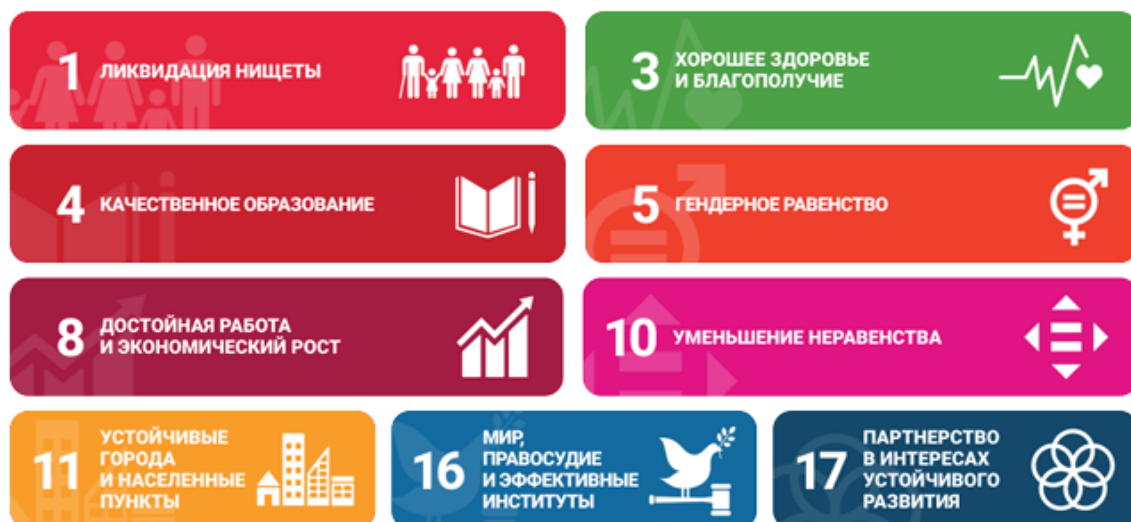 1 ЛИКВИДАЦИЯ НИЩЕТЫ
3 ХОРОШЕЕ ЗДОРОВЬЕ
И БЛАГОПОЛУЧИЕ
4 КАЧЕСТВЕННОЕ ОБРАЗОВАНИЕ
5 ГЕНДЕРНОЕ РАВЕНСТВО
8 ДОСТОЙНАЯ РАБОТА
И ЭКОНОМИЧЕСКИЙ РОСТ
10 УМЕНЬШЕНИЕ НЕРАВЕНСТВА
11 УСТОЙЧИВЫЕ
ГОРОДА
И НАСЕЛЕННЫЕ
ПУНКТЫ
16 МИР,
ПРАВОСУДИЕ
И ЭФФЕКТИВНЫЕ
ИНСТИТУТЫ
17 ПАРТНЕРСТВО
В ИНТЕРЕСАХ
УСТОЙЧИВОГО
РАЗВИТИЯ